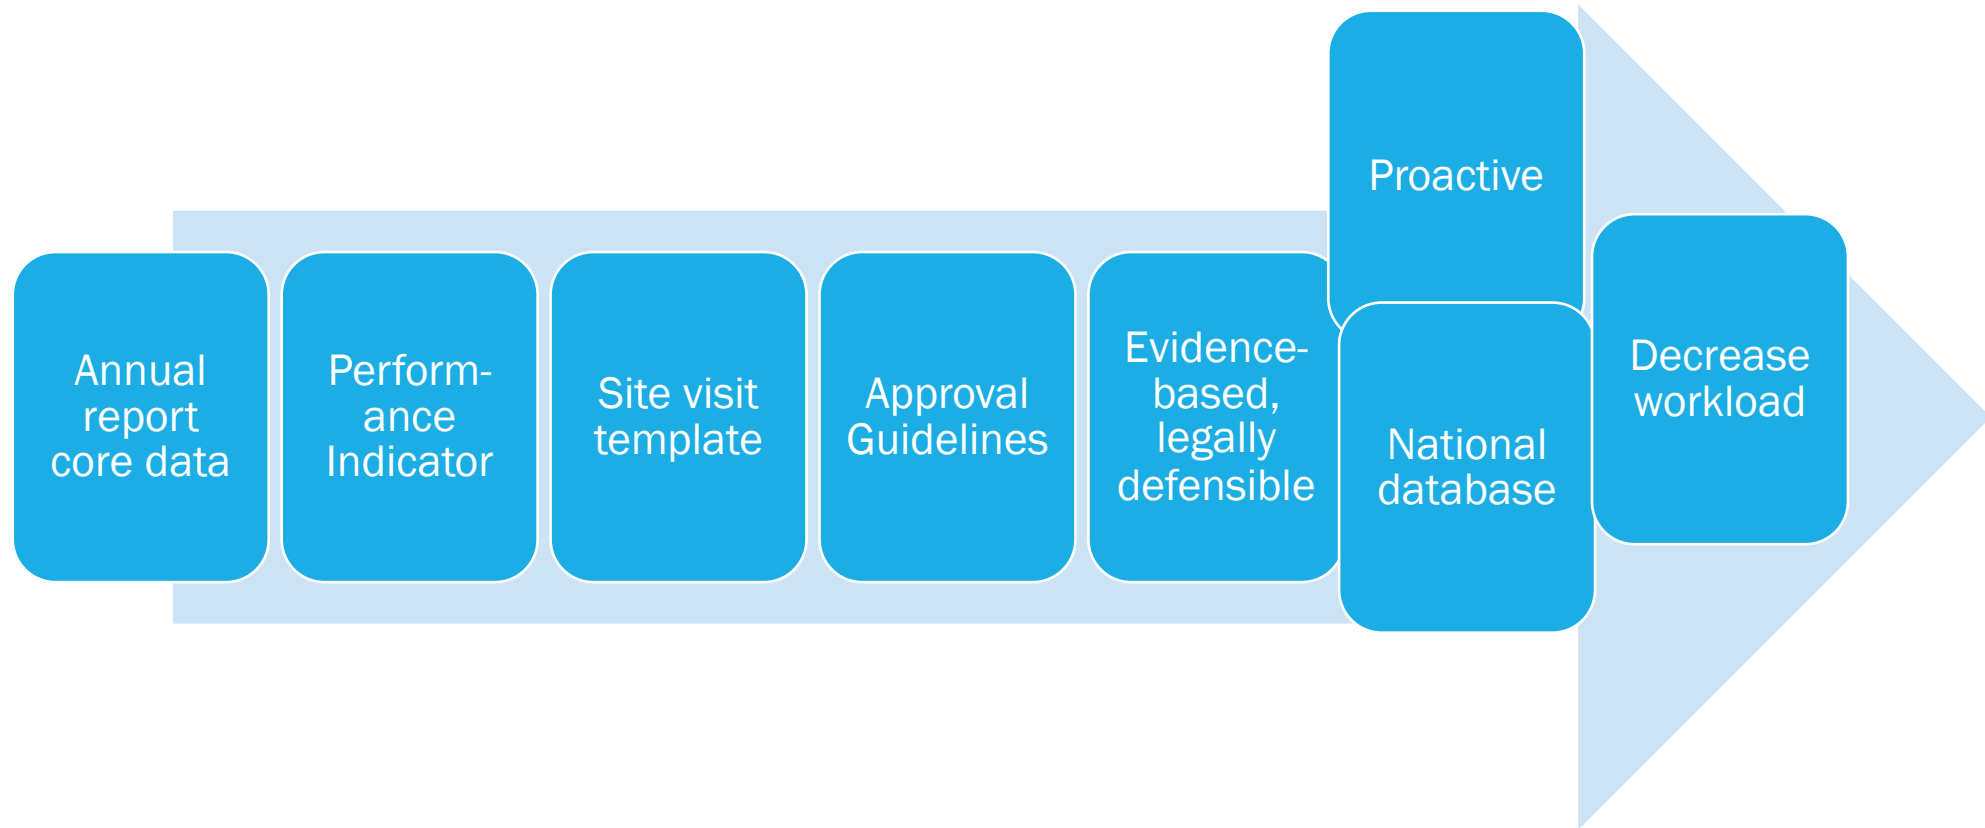 Annual
report
core data
Perform-
ance
Indicator
Site visit
template
Approval
Guidelines
Evidence-
based,
legally
defensible
Proactive
National
database
Decrease
workload